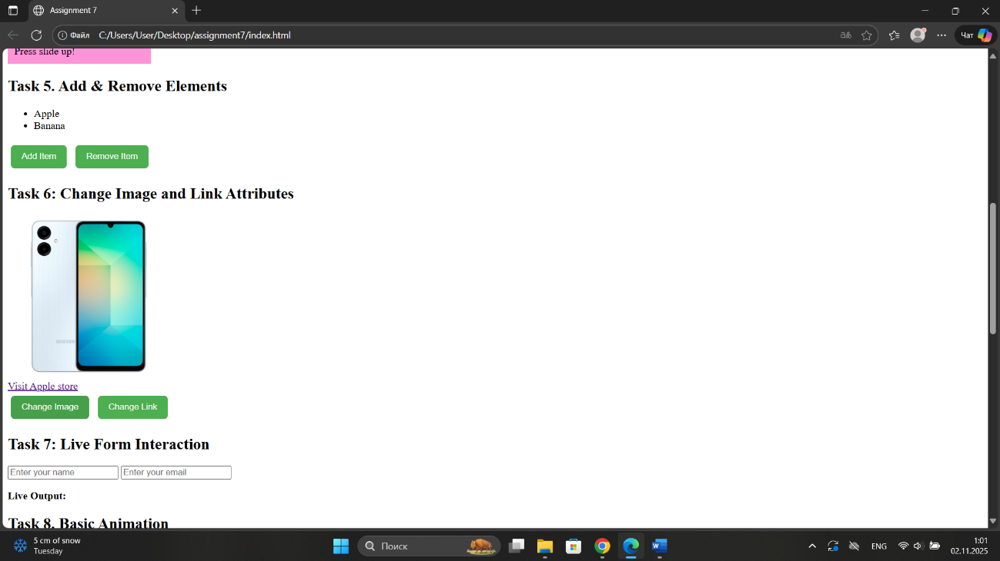 Assignment 7
Файл C:/Users/User/Desktop/assignment7/index.html
аあ
Чат
Press slide up!
Task 5. Add & Remove Elements
Apple
Banana
Add Item Remove Item
Task 6: Change Image and Link Attributes
SAMSUNG
Visit Apple store
Change Image Change Link
Task 7: Live Form Interaction
Enter your name Enter your email
Live Output:
Task 8. Basic Animation
5 cm of snow
Tuesday
Поиск
W
ENG
1:01
02.11.2025